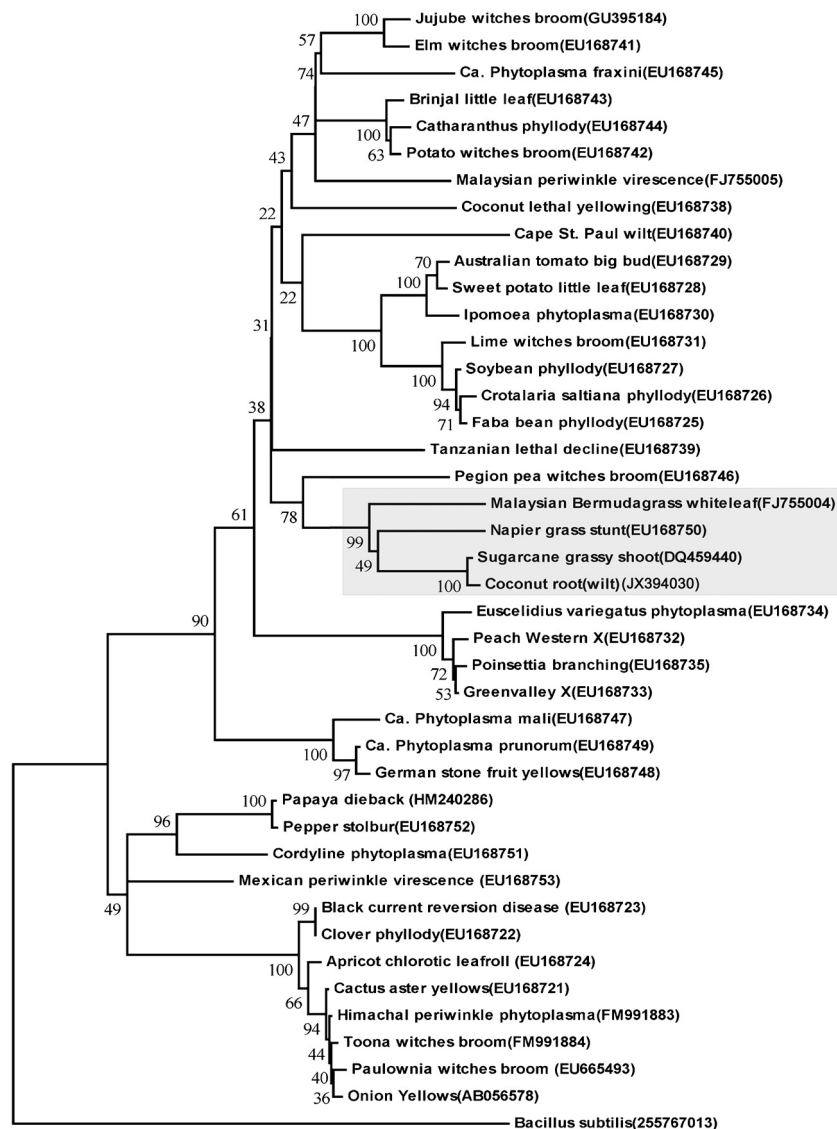 100
Jujube witches broom(GU395184)
57
Elm witches broom(EU168741)
74
Ca. Phytoplasma fraxini(EU168745)
Brinjal little leaf(EU168743)
47
100
Catharanthus phyllody(EU168744)
43
63
Potato witches broom(EU168742)
Malaysian periwinkle virescence(FJ755005)
22
Coconut lethal yellowing(EU168738)
Cape St. Paul wilt(EU168740)
70
Australian tomato big bud(EU168729)
22
100
Sweet potato little leaf(EU168728)
31
Ipomoea phytoplasma(EU168730)
100
Lime witches broom(EU168731)
100
Soybean phyllody(EU168727)
38
94
Crotalaria saltiana phyllody(EU168726)
71
Faba bean phyllody(EU168725)
Tanzanian lethal decline(EU168739)
Pegion pea witches broom(EU168746)
61
78
Malaysian Bermudagrass whiteleaf(FJ755004)
99
Napier grass stunt(EU168750)
49
Sugarcane grassy shoot(DQ459440)
100
Coconut root(wilt)(JX394030)
90
Euscelidius variegatus phytoplasma(EU168734)
100
Peach Western X(EU168732)
72
Poinsettia branching(EU168735)
53
Greenvalley X(EU168733)
Ca. Phytoplasma mali(EU168747)
100
Ca. Phytoplasma prunorum(EU168749)
97
German stone fruit yellows(EU168748)
100
Papaya dieback (HM240286)
96
Pepper stolbur(EU168752)
Cordyline phytoplasma(EU168751)
Mexican periwinkle virescence (EU168753)
49
99
Black current reversion disease (EU168723)
Clover phyllody(EU168722)
100
Apricot chlorotic leafroll (EU168724)
66
Cactus aster yellows(EU168721)
94
Himachal periwinkle phytoplasma(FM991883)
44
Toona witches broom(FM991884)
40
Paulownia witches broom (EU665493)
36
Onion Yellows(AB056578)
Bacillus subtilis(255767013)